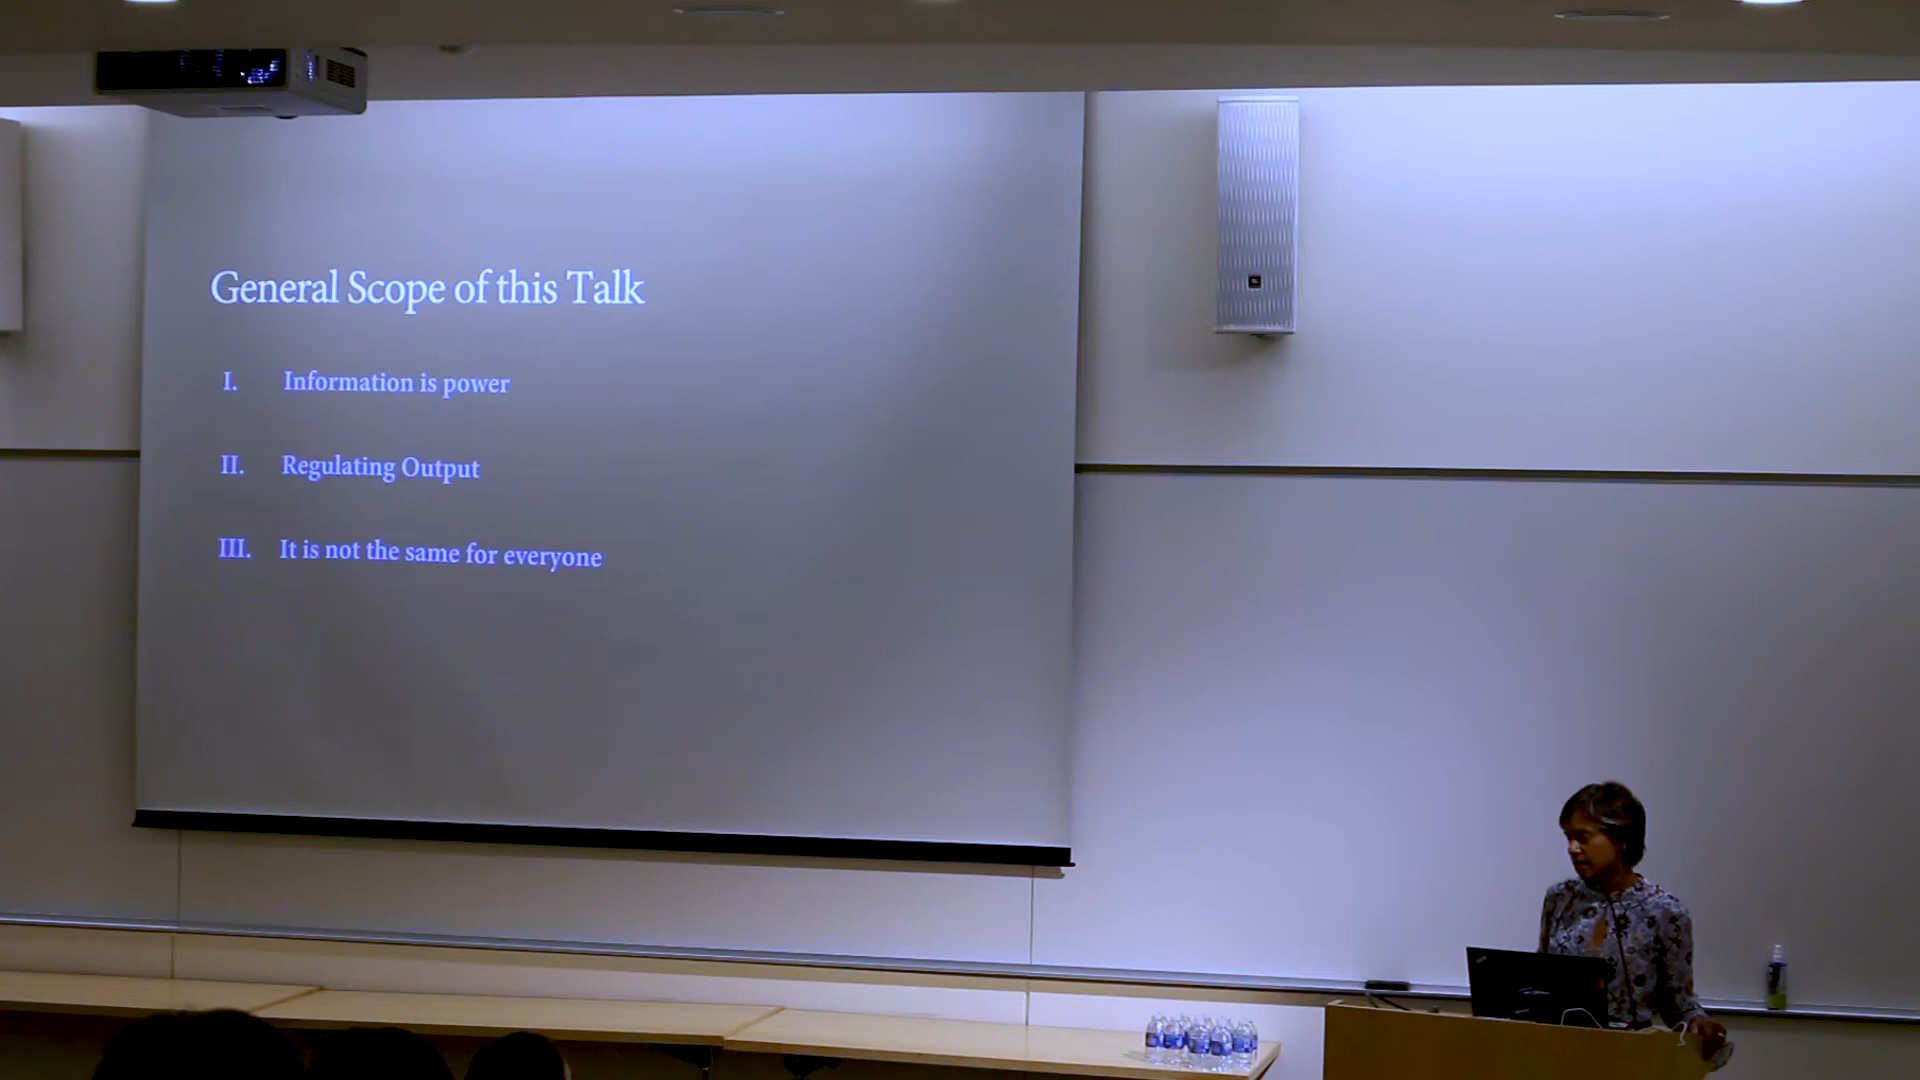 General Scope of this Talk
I. Information is power
II. Regulating Output
III. It is not the same for everyone